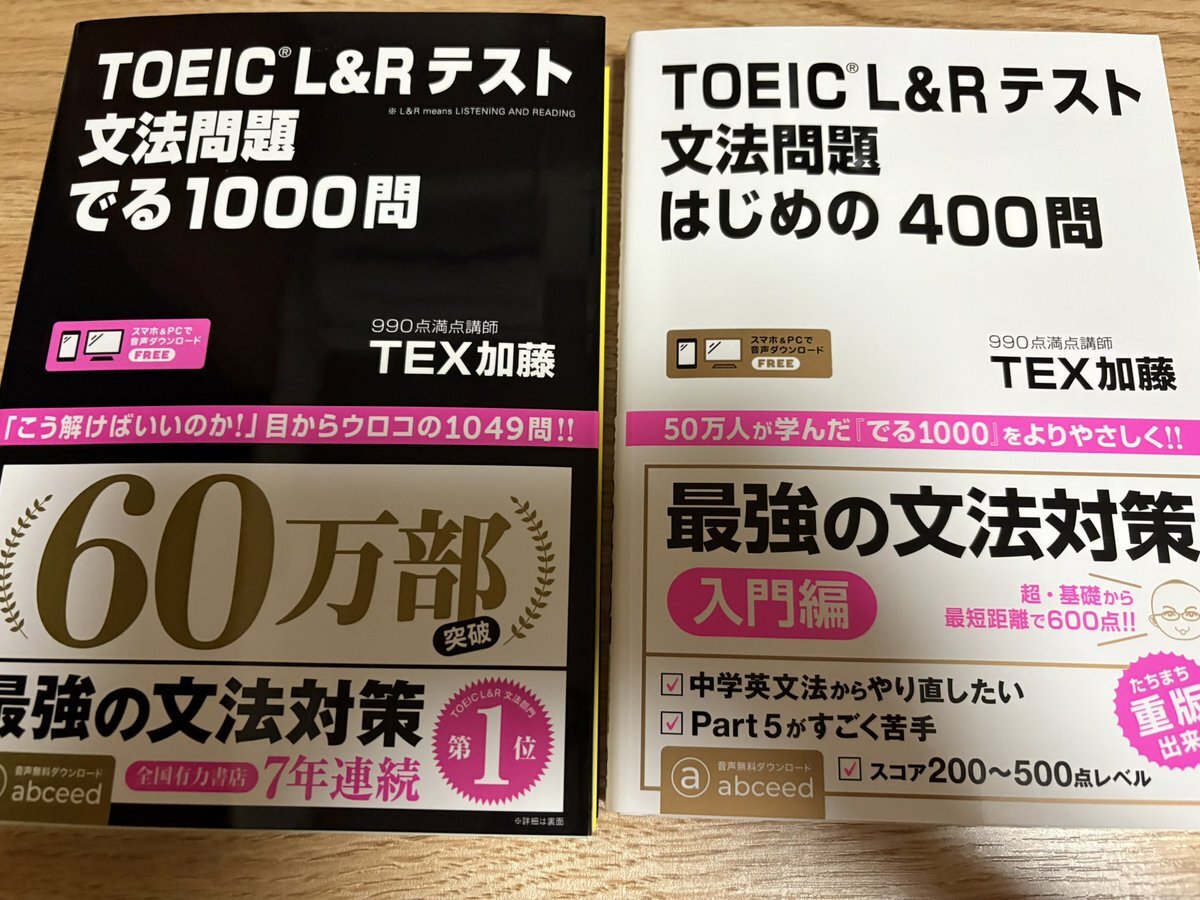 TOEIC® L&R テスト
※ L&R means LISTENING AND READING
文法問題
でる1000問
スマホ&PCで
音声ダウンロード
FREE
990点満点講師
TEX加藤
「こう解けばいいのか!」目からウロコの1049問!!
60万部
突破
最強の文法対策
TOEIC L&R 文法部門
第1位
全国有力書店 7年連続
音声無料ダウンロード
abceed
※詳細は裏面
TOEIC® L&R テスト
文法問題
はじめの 400問
スマホ&PCで
音声ダウンロード
FREE
990点満点講師
TEX加藤
50万人が学んだ『でる1000』をよりやさしく!!
最強の文法対策
入門編
超・基礎から
最短距離で600点!!
中学英文法からやり直したい
Part 5がすごく苦手
スコア200～500点レベル
たちまち
重版
出来
a
音声無料ダウンロード
abceed